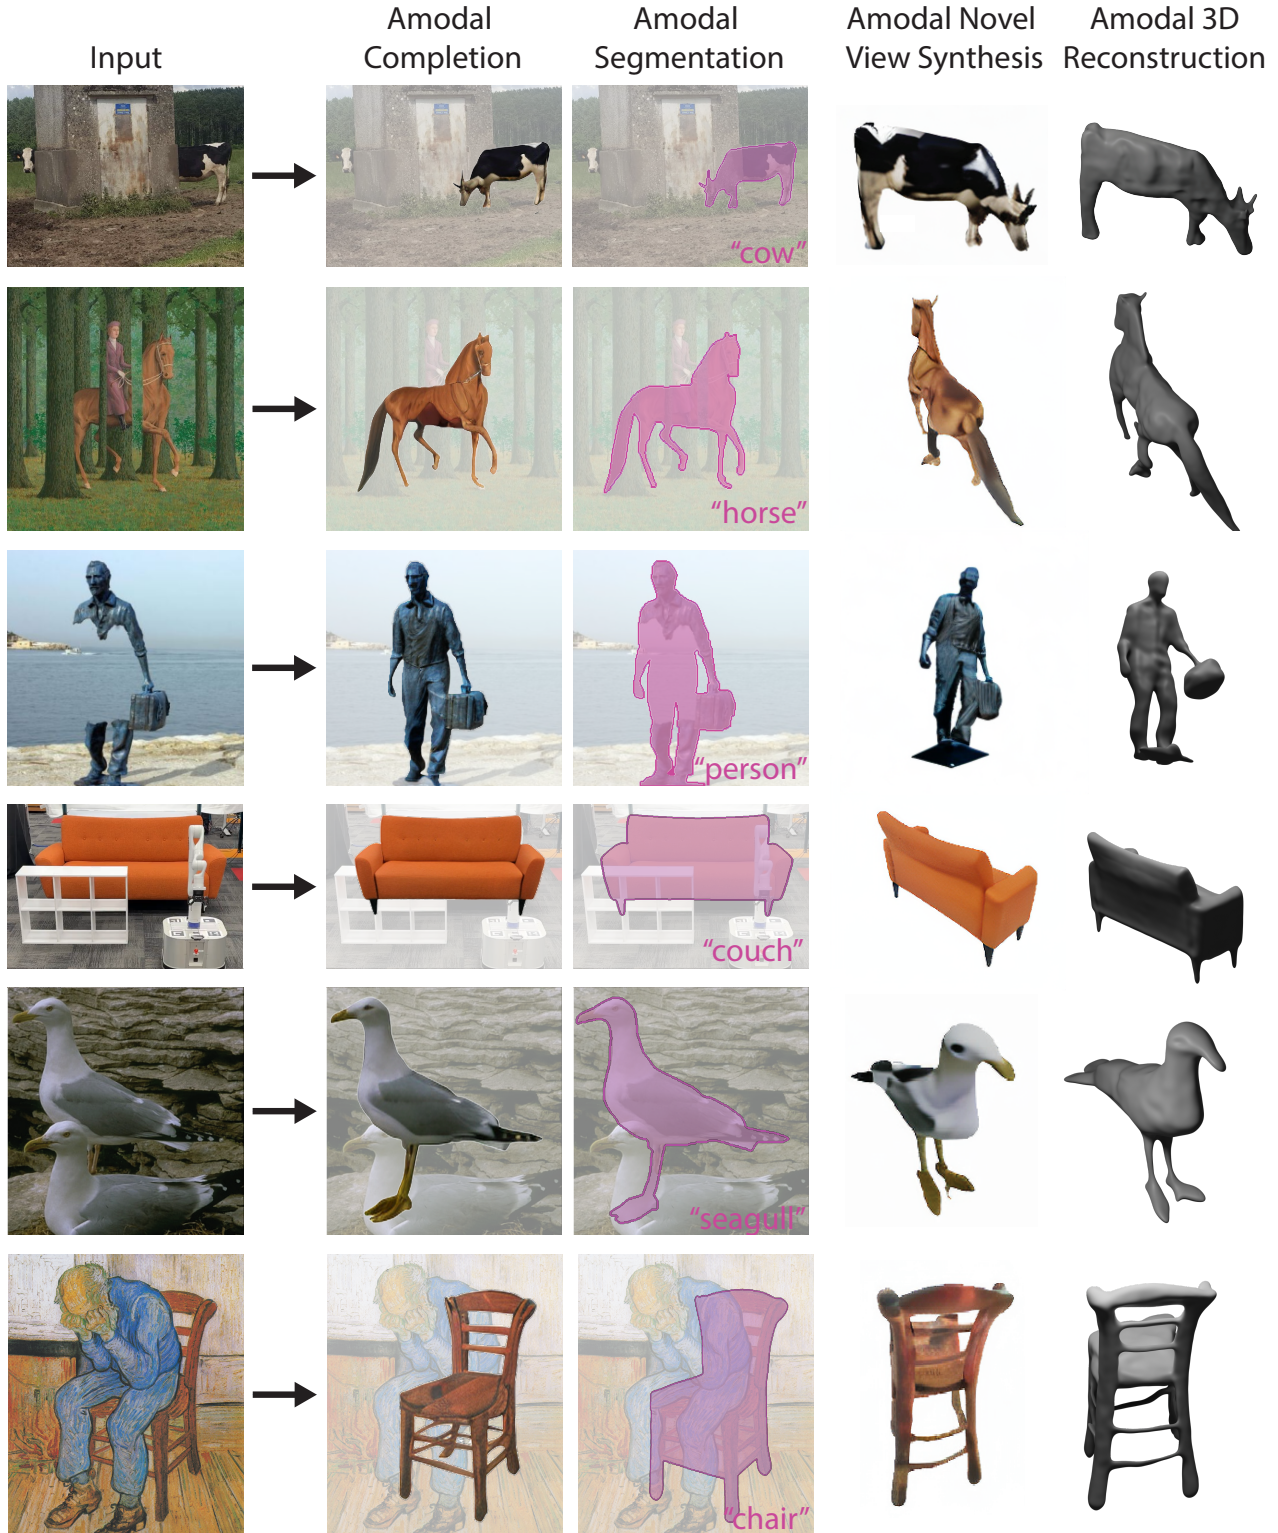 Input
Amodal
Completion
Amodal
Segmentation
Amodal Novel
View Synthesis
Amodal 3D
Reconstruction
“cow”
“horse”
“person”
“couch”
“seagull”
“chair”